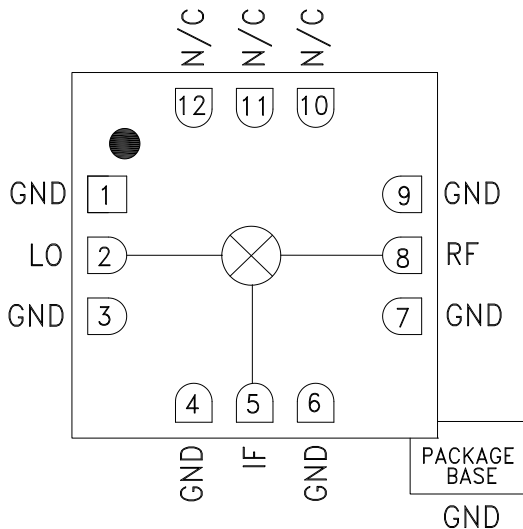 N/C N/C N/C
12 11 10
GND 1 9 GND
LO 2 8 RF
GND 3 7 GND
4 5 6
GND IF GND
PACKAGE
BASE
GND